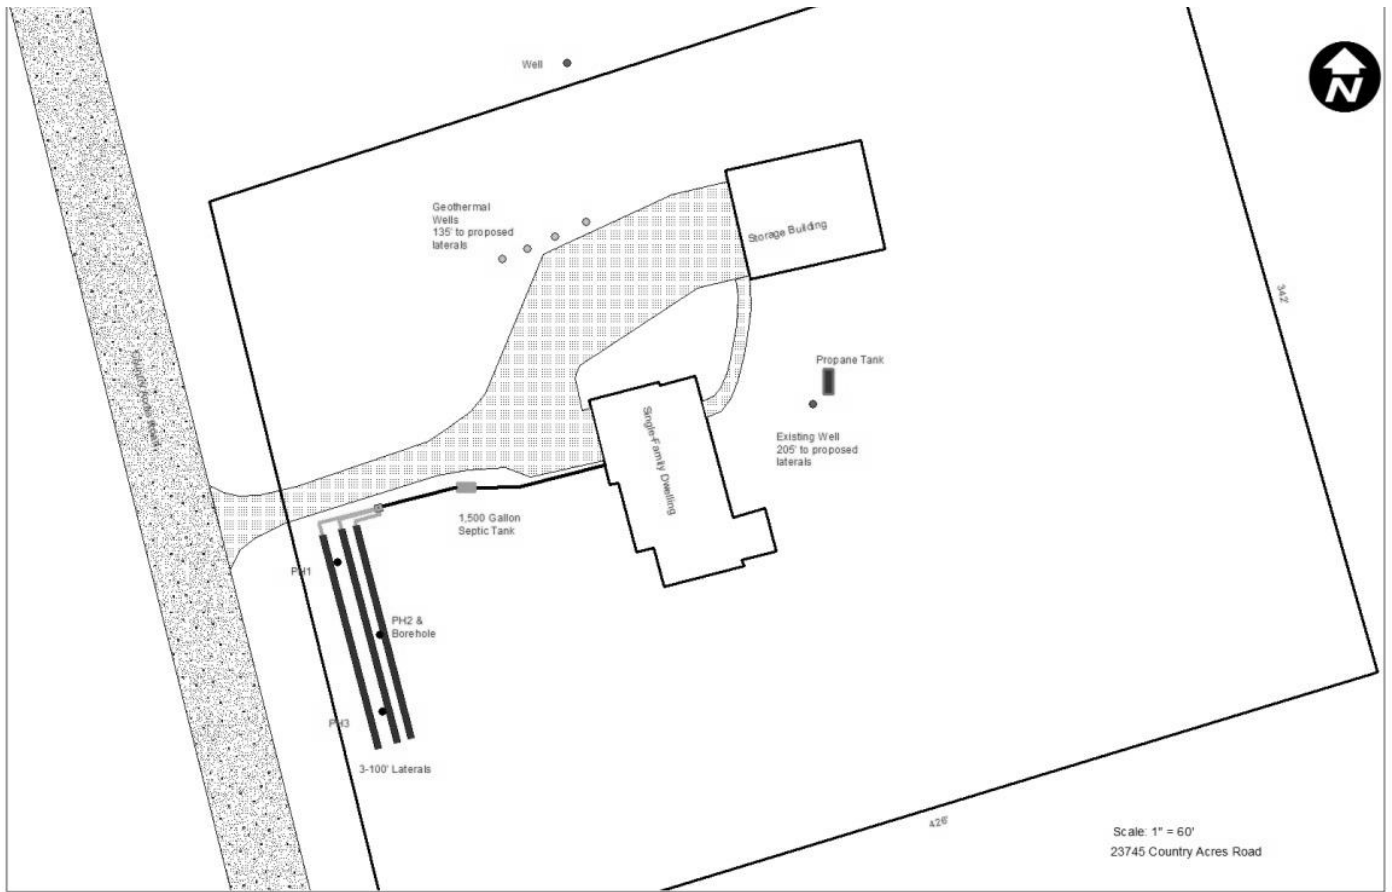 Well
N
Geothermal
Wells
135' to proposed
laterals
Storage Building
342'
Propane Tank
Existing Well
205' to proposed
laterals
Single-Family Dwelling
1,500 Gallon
Septic Tank
PH1
PH2 &
Borehole
PH3
3-100' Laterals
426'
Scale: 1" = 60'
23745 Country Acres Road